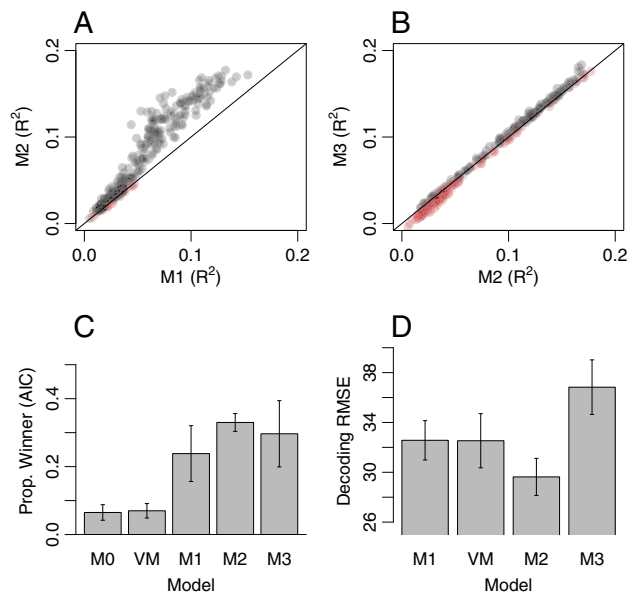 A
B
M2 (R²)
0.0 0.1 0.2
0.0 0.1 0.2
M1 (R²)
M3 (R²)
0.0 0.1 0.2
0.0 0.1 0.2
M2 (R²)
C
D
Prop. Winner (AIC)
0.0 0.2 0.4
M0 VM M1 M2 M3
Model
Decoding RMSE
26 30 34 38
M1 VM M2 M3
Model